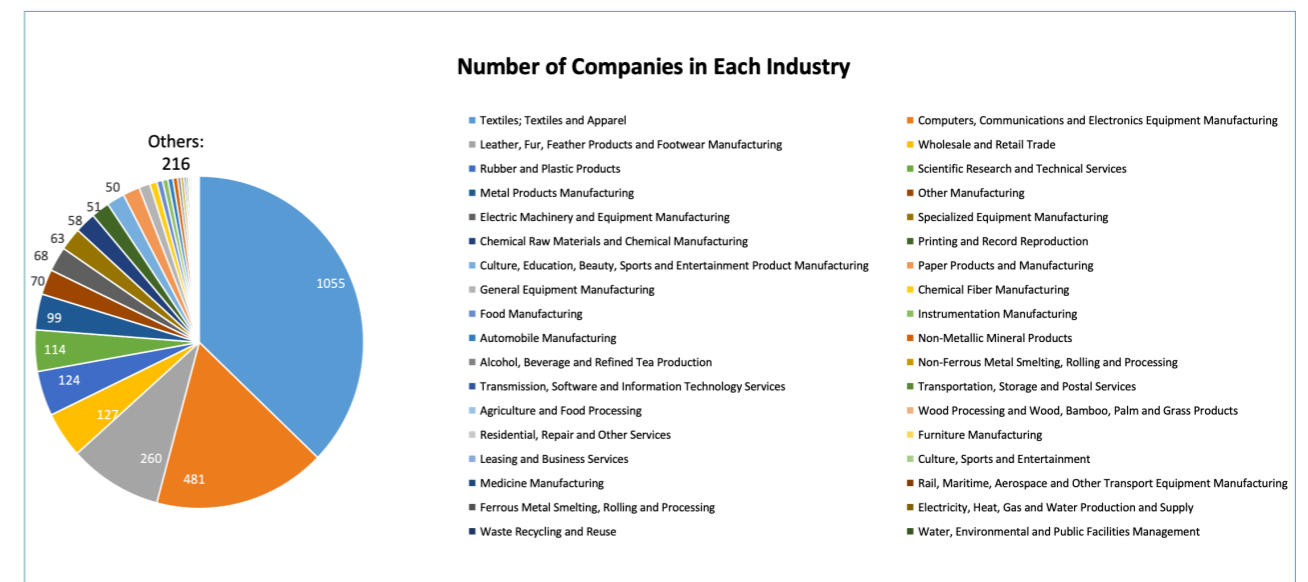 Number of Companies in Each Industry
Others:
216
50
51
58
63
68
70
99
114
124
127
260
481
1055
Textiles; Textiles and Apparel
Computers, Communications and Electronics Equipment Manufacturing
Leather, Fur, Feather Products and Footwear Manufacturing
Wholesale and Retail Trade
Rubber and Plastic Products
Scientific Research and Technical Services
Metal Products Manufacturing
Other Manufacturing
Electric Machinery and Equipment Manufacturing
Specialized Equipment Manufacturing
Chemical Raw Materials and Chemical Manufacturing
Printing and Record Reproduction
Culture, Education, Beauty, Sports and Entertainment Product Manufacturing
Paper Products and Manufacturing
General Equipment Manufacturing
Chemical Fiber Manufacturing
Food Manufacturing
Instrumentation Manufacturing
Automobile Manufacturing
Non-Metallic Mineral Products
Alcohol, Beverage and Refined Tea Production
Non-Ferrous Metal Smelting, Rolling and Processing
Transmission, Software and Information Technology Services
Transportation, Storage and Postal Services
Agriculture and Food Processing
Wood Processing and Wood, Bamboo, Palm and Grass Products
Residential, Repair and Other Services
Furniture Manufacturing
Leasing and Business Services
Culture, Sports and Entertainment
Medicine Manufacturing
Rail, Maritime, Aerospace and Other Transport Equipment Manufacturing
Ferrous Metal Smelting, Rolling and Processing
Electricity, Heat, Gas and Water Production and Supply
Waste Recycling and Reuse
Water, Environmental and Public Facilities Management